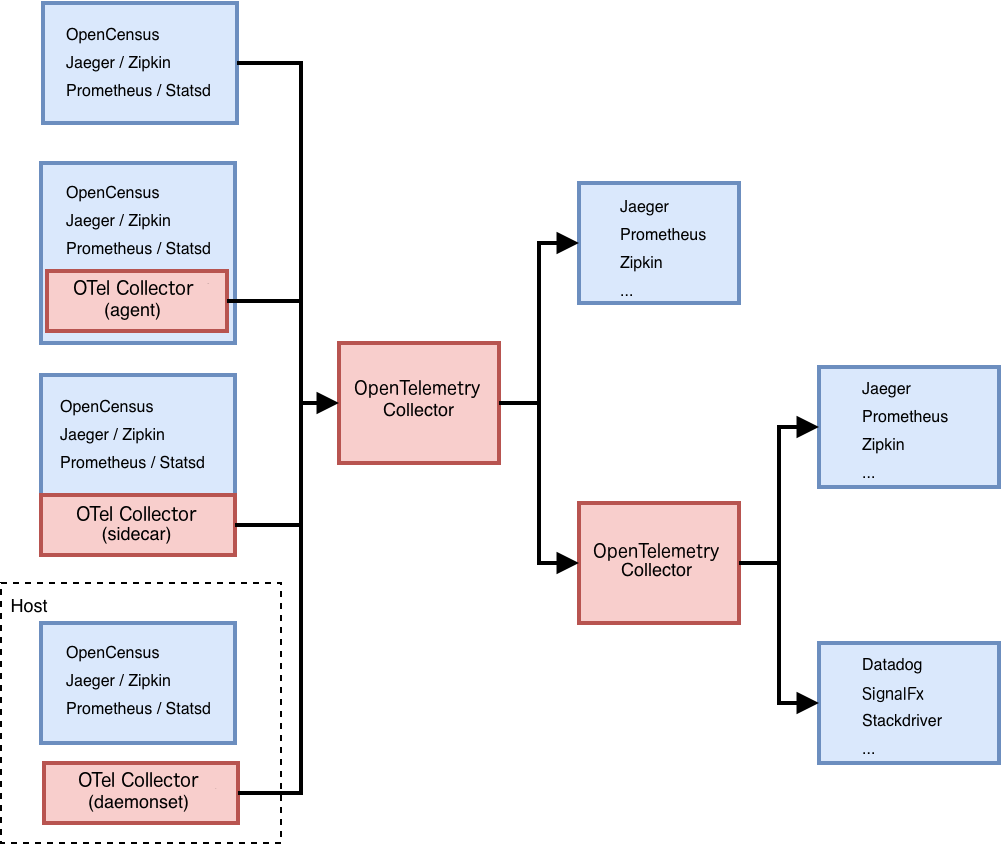 OpenCensus
Jaeger / Zipkin
Prometheus / Statsd
OpenCensus
Jaeger / Zipkin
Prometheus / Statsd
OTel Collector
(agent)
OpenCensus
Jaeger / Zipkin
Prometheus / Statsd
OTel Collector
(sidecar)
Host
OpenCensus
Jaeger / Zipkin
Prometheus / Statsd
OTel Collector
(daemonset)
OpenTelemetry
Collector
Jaeger
Prometheus
Zipkin
...
OpenTelemetry
Collector
Jaeger
Prometheus
Zipkin
...
Datadog
SignalFx
Stackdriver
...